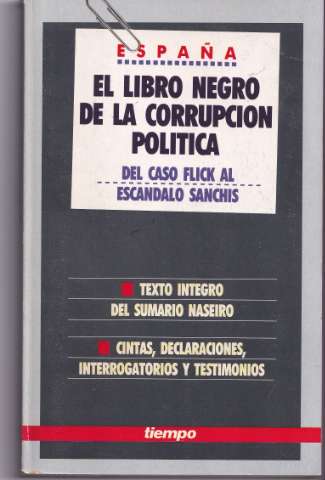 ESPAÑA
EL LIBRO NEGRO
DE LA CORRUPCION
POLITICA
DEL CASO FLICK AL
ESCANDALO SANCHIS
TEXTO INTEGRO
DEL SUMARIO NASEIRO
CINTAS, DECLARACIONES,
INTERROGATORIOS Y TESTIMONIOS
tiempo